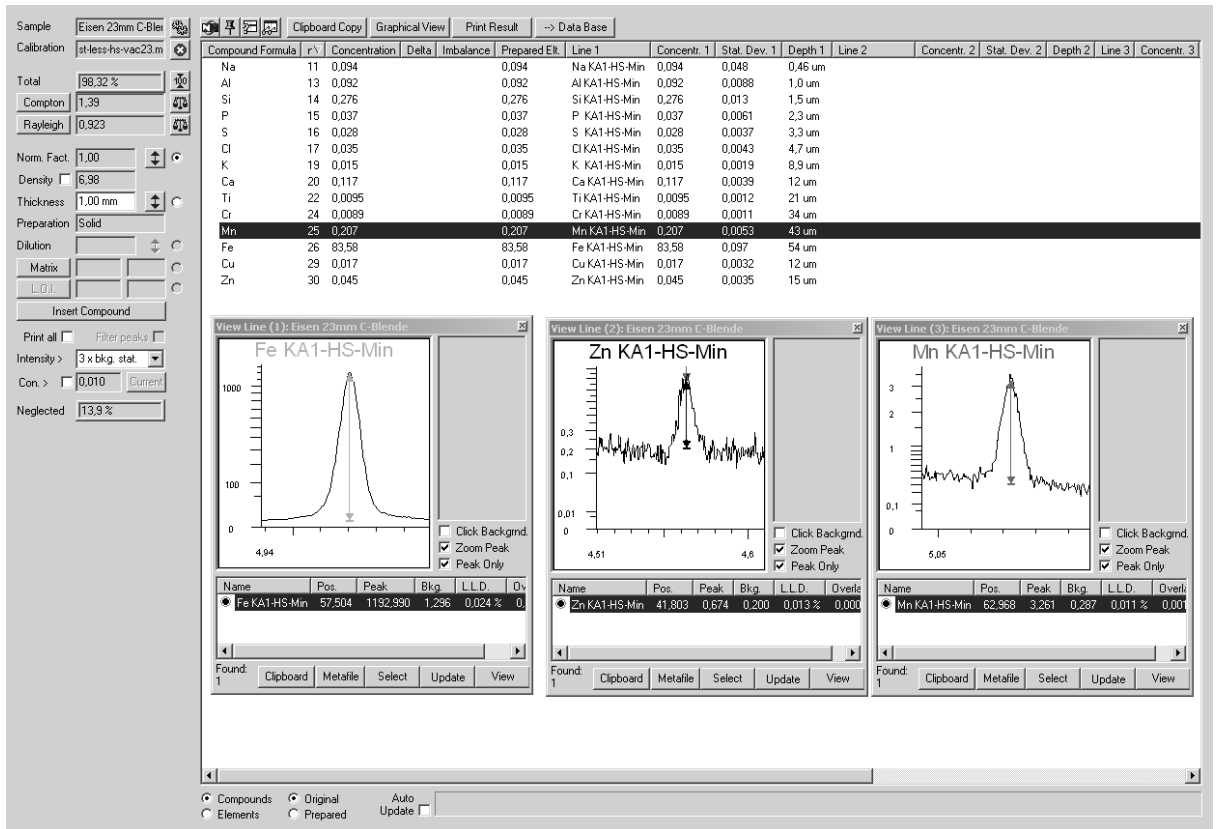 Sample Eisen 23mm C-Blei
Calibration st-less-hs-vac23.m
Total 98,32 %
Compton 1,39
Rayleigh 0,923
Norm. Fact. 1,00
Density 6,98
Thickness 1,00 mm
Preparation Solid
Dilution
Matrix
L.O.I.
Insert Compound
Print all Filter peaks
Intensity > 3 x bkg. stat.
Con. > 0,010 Current
Neglected 13,9 %
Clipboard Copy Graphical View Print Result --> Data Base
Compound Formula r\ Concentration Delta Imbalance Prepared Elt. Line 1 Concentr. 1 Stat. Dev. 1 Depth 1 Line 2 Concentr. 2 Stat. Dev. 2 Depth 2 Line 3 Concentr. 3
Na 11 0,094 0,094 Na KA1-HS-Min 0,094 0,048 0,46 um
Al 13 0,092 0,092 Al KA1-HS-Min 0,092 0,0088 1,0 um
Si 14 0,276 0,276 Si KA1-HS-Min 0,276 0,013 1,5 um
P 15 0,037 0,037 P KA1-HS-Min 0,037 0,0061 2,3 um
S 16 0,028 0,028 S KA1-HS-Min 0,028 0,0037 3,3 um
Cl 17 0,035 0,035 Cl KA1-HS-Min 0,035 0,0043 4,7 um
K 19 0,015 0,015 K KA1-HS-Min 0,015 0,0019 8,9 um
Ca 20 0,117 0,117 Ca KA1-HS-Min 0,117 0,0039 12 um
Ti 22 0,0095 0,0095 Ti KA1-HS-Min 0,0095 0,0012 21 um
Cr 24 0,0089 0,0089 Cr KA1-HS-Min 0,0089 0,0011 34 um
Mn 25 0,207 0,207 Mn KA1-HS-Min 0,207 0,0053 43 um
Fe 26 83,58 83,58 Fe KA1-HS-Min 83,58 0,097 54 um
Cu 29 0,017 0,017 Cu KA1-HS-Min 0,017 0,0032 12 um
Zn 30 0,045 0,045 Zn KA1-HS-Min 0,045 0,0035 15 um
View Line (1): Eisen 23mm C-Blende
Fe KA1-HS-Min
1000
100
0
4,94
Click Backgrnd.
Zoom Peak
Peak Only
Name Pos. Peak Bkg. L.L.D. Ov
Fe KA1-HS-Min 57,504 1192,990 1,296 0,024 % 0,
Found: 1 Clipboard Metafile Select Update View
View Line (2): Eisen 23mm C-Blende
Zn KA1-HS-Min
0,3
0,2
0,1
0,01
0
4,51 4,6
Click Backgrnd.
Zoom Peak
Peak Only
Name Pos. Peak Bkg. L.L.D. Overla
Zn KA1-HS-Min 41,803 0,674 0,200 0,013 % 0,000
Found: 1 Clipboard Metafile Select Update View
View Line (3): Eisen 23mm C-Blende
Mn KA1-HS-Min
3
2
1
0,1
0
5,05
Click Backgrnd.
Zoom Peak
Peak Only
Name Pos. Peak Bkg. L.L.D. Overla
Mn KA1-HS-Min 62,968 3,261 0,287 0,011 % 0,001
Found: 1 Clipboard Metafile Select Update View
Compounds Original Auto Update
Elements Prepared